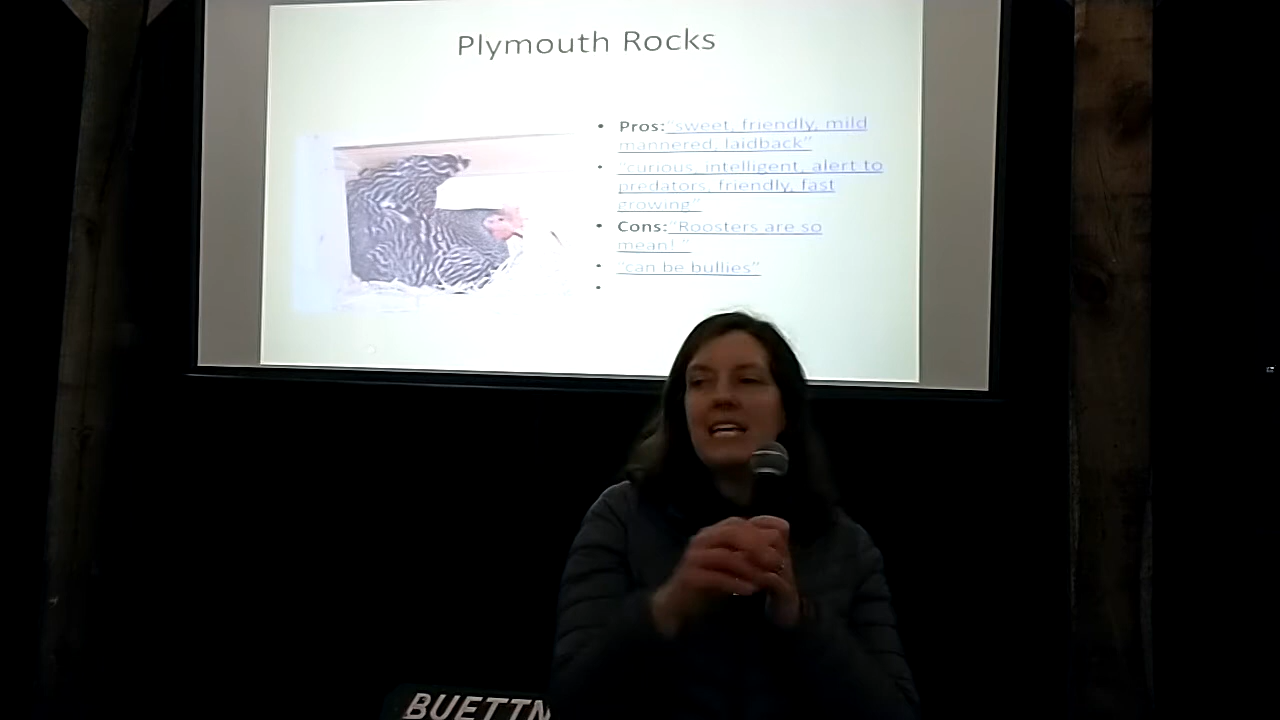 Plymouth Rocks
• Pros:"sweet, friendly, mild
mannered, laidback"
• "curious, intelligent, alert to
predators, friendly, fast
growing"
• Cons:"Roosters are so
mean! "
• "can be bullies"
•
BUETTN